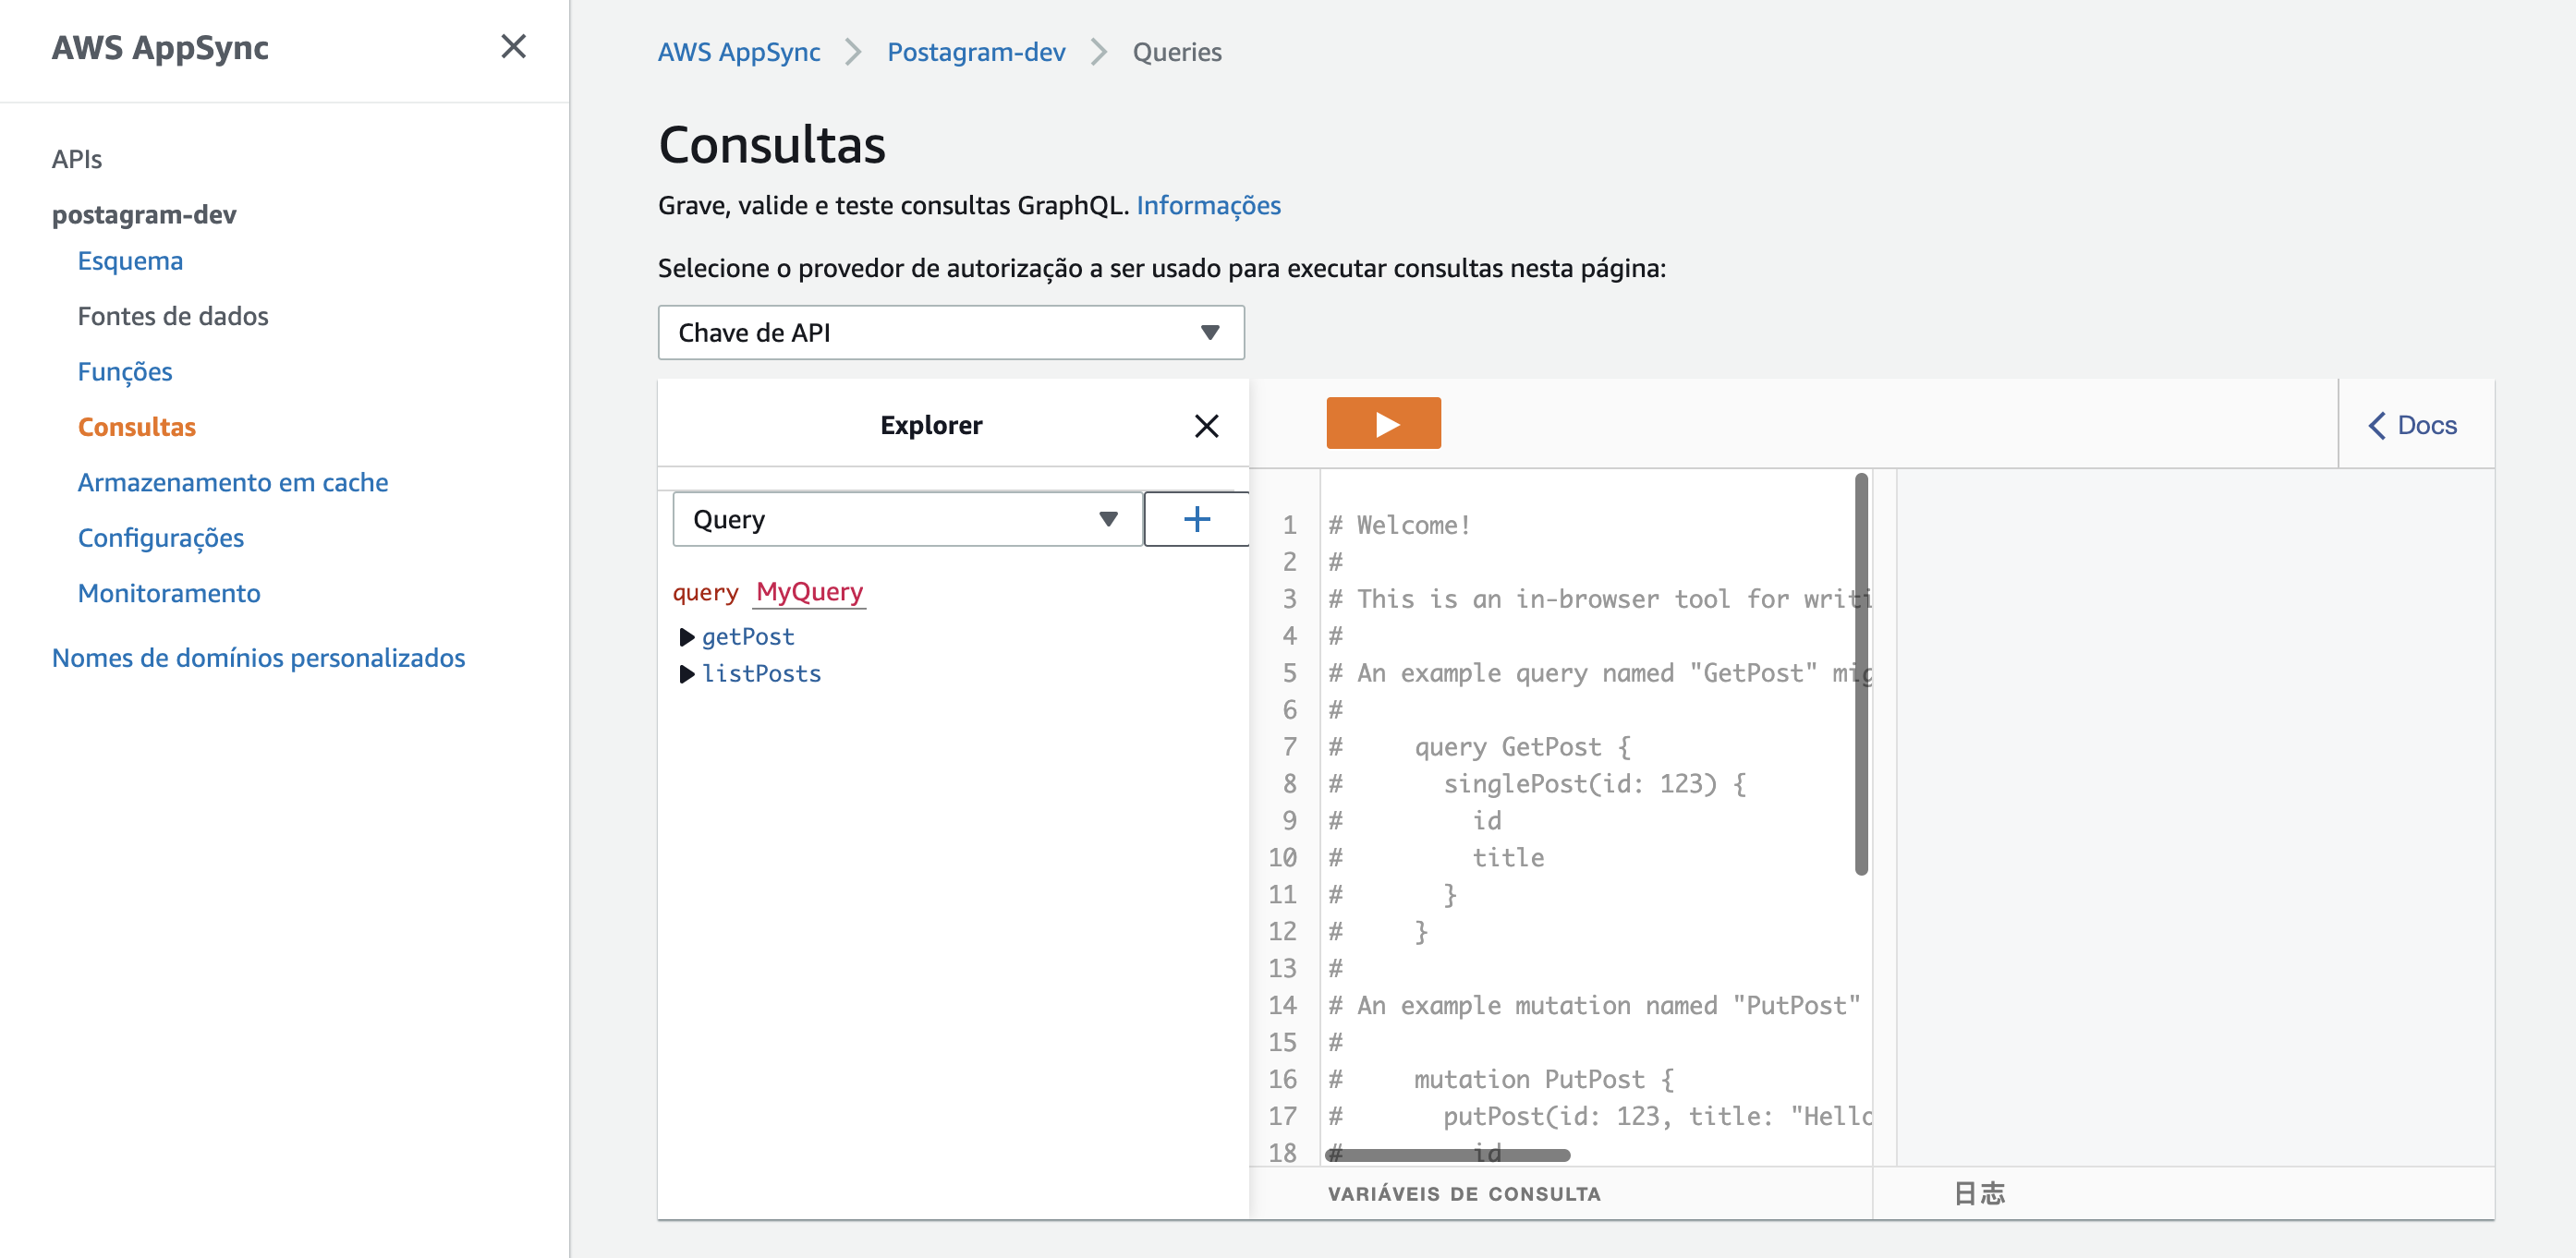 AWS AppSync
APIs
postagram-dev
Esquema
Fontes de dados
Funções
Consultas
Armazenamento em cache
Configurações
Monitoramento
Nomes de domínios personalizados
AWS AppSync > Postagram-dev > Queries
Consultas
Grave, valide e teste consultas GraphQL. Informações
Selecione o provedor de autorização a ser usado para executar consultas nesta página:
Chave de API
Explorer
Docs
Query
query MyQuery
getPost
listPosts
1 # Welcome!
2 #
3 # This is an in-browser tool for writi
4 #
5 # An example query named "GetPost" mig
6 #
7 #     query GetPost {
8 #       singlePost(id: 123) {
9 #         id
10 #         title
11 #       }
12 #     }
13 #
14 # An example mutation named "PutPost"
15 #
16 #     mutation PutPost {
17 #       putPost(id: 123, title: "Hello
18 #         id
VARIÁVEIS DE CONSULTA
日志